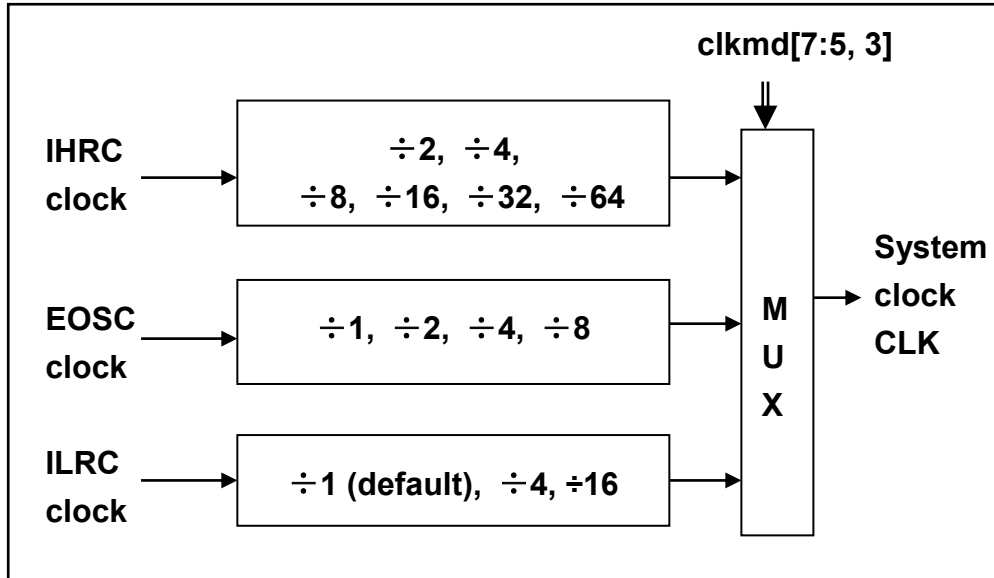 clkmd[7:5, 3]
IHRC
clock
÷2, ÷4,
÷8, ÷16, ÷32, ÷64
EOSC
clock
÷1, ÷2, ÷4, ÷8
ILRC
clock
÷1 (default), ÷4, ÷16
M
U
X
System
clock
CLK